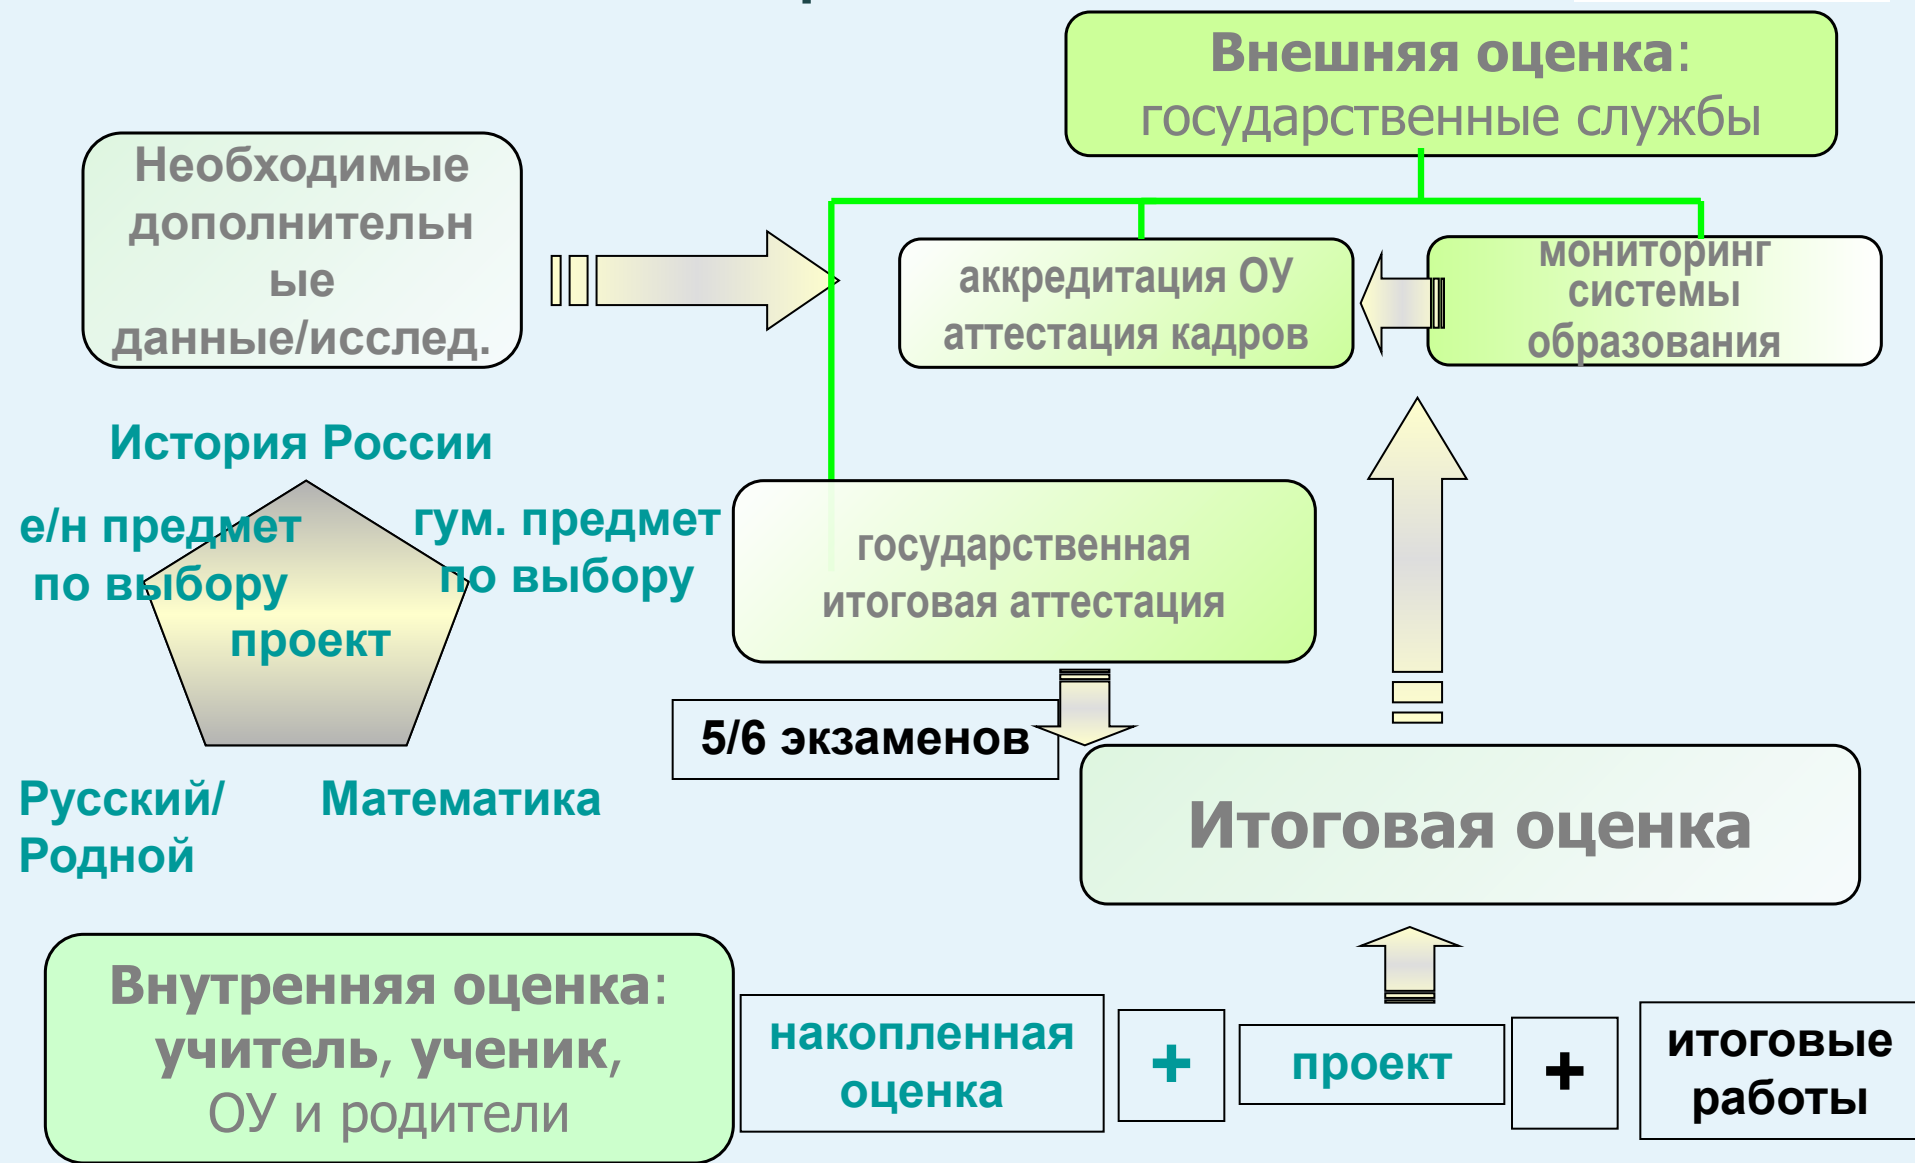 Внешняя оценка:
государственные службы
Необходимые
дополнительн
ые
данные/исслед.
аккредитация ОУ
аттестация кадров
мониторинг
системы
образования
История России
е/н предмет
по выбору
гум. предмет
по выбору
проект
Русский/
Родной
Математика
государственная
итоговая аттестация
5/6 экзаменов
Итоговая оценка
Внутренняя оценка:
учитель, ученик,
ОУ и родители
накопленная
оценка
+
проект
+
итоговые
работы